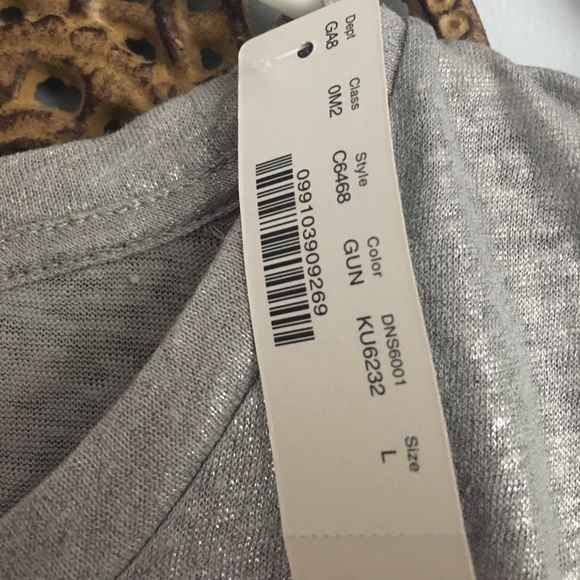 Dept Class Style Color DNS6001 Size
GA8 0M2 C6468 GUN KU6232 L
099103909269